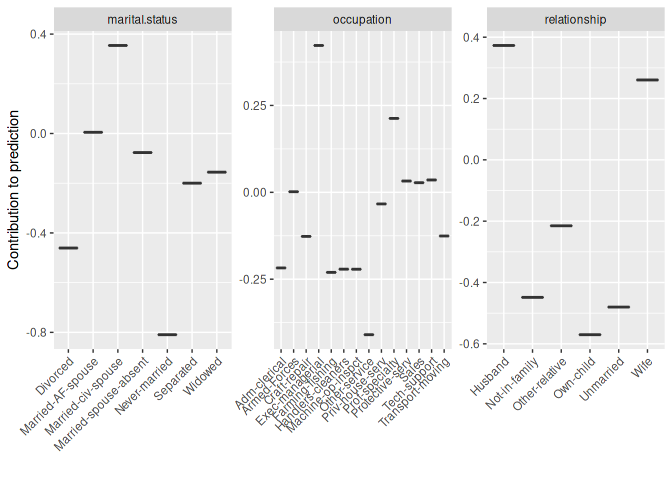 marital.status
occupation
relationship
Contribution to prediction
0.4
0.0
-0.4
-0.8
0.25
0.00
-0.25
0.4
0.2
0.0
-0.2
-0.4
-0.6
Divorced
Married-AF-spouse
Married-civ-spouse
Married-spouse-absent
Never-married
Separated
Widowed
Adm-clerical
Armed-Forces
Craft-repair
Exec-managerial
Farming-fishing
Handlers-cleaners
Machine-op-inspct
Other-service
Priv-house-serv
Prof-specialty
Protective-serv
Sales
Tech-support
Transport-moving
Husband
Not-in-family
Other-relative
Own-child
Unmarried
Wife